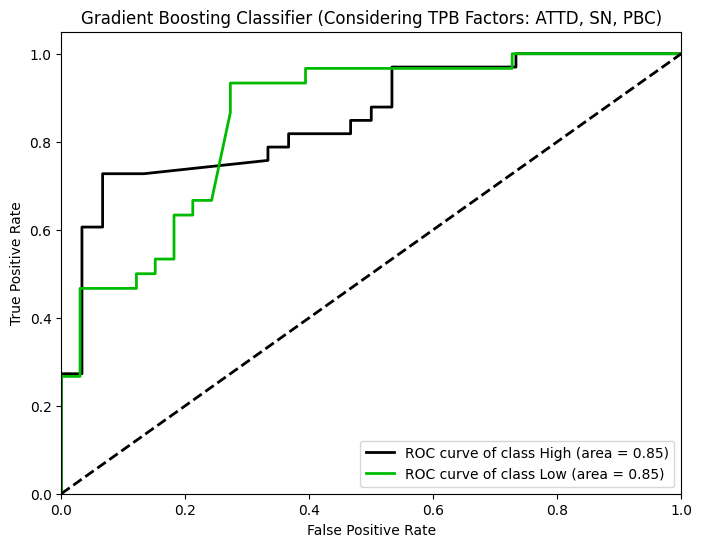 Gradient Boosting Classifier (Considering TPB Factors: ATTD, SN, PBC)
1.0
0.8
0.6
0.4
0.2
0.0
True Positive Rate
ROC curve of class High (area = 0.85)
ROC curve of class Low (area = 0.85)
0.0 0.2 0.4 0.6 0.8 1.0
False Positive Rate